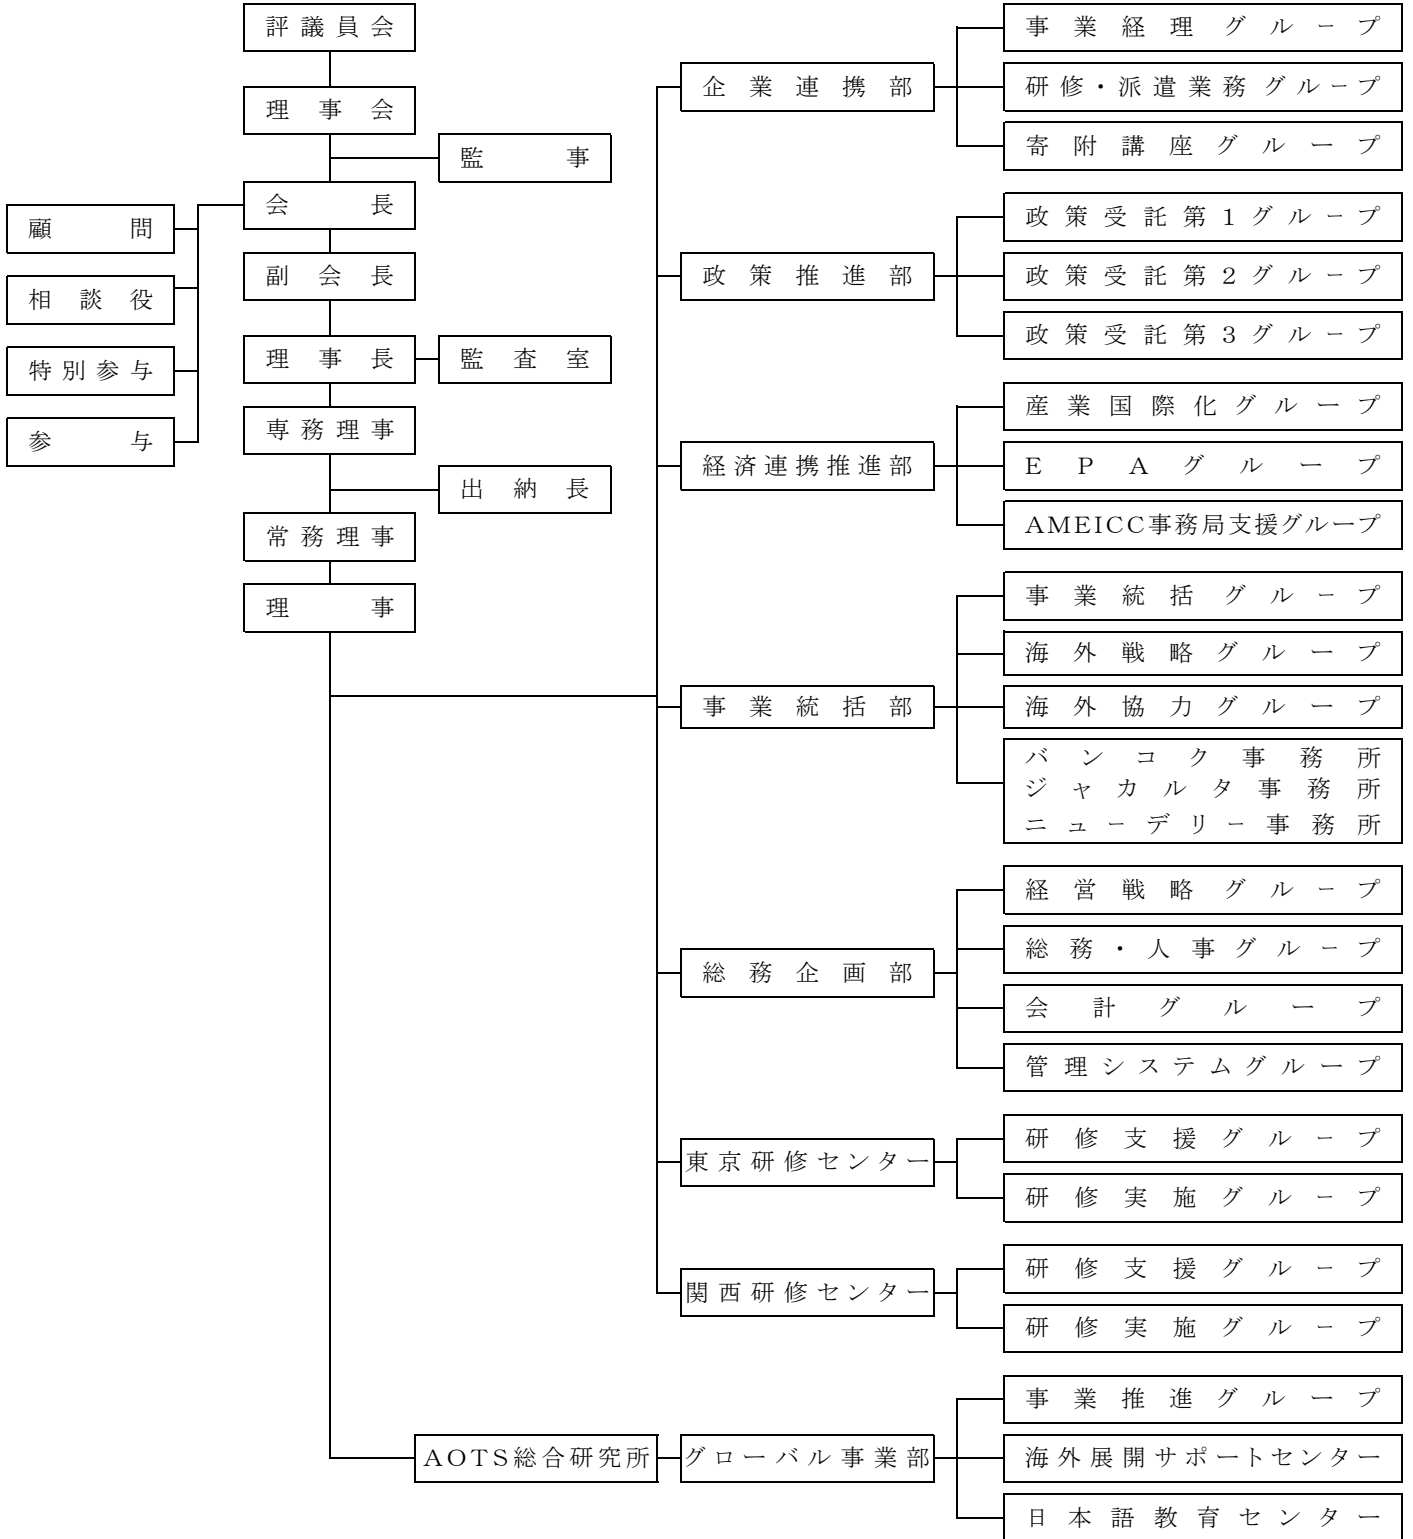 評議員会
理事会
監事
会長
顧問
相談役
特別参与
参与
副会長
理事長
監査室
専務理事
出納長
常務理事
理事
企業連携部
事業経理グループ
研修・派遣業務グループ
寄附講座グループ
政策推進部
政策受託第1グループ
政策受託第2グループ
政策受託第3グループ
経済連携推進部
産業国際化グループ
EPAグループ
AMEICC事務局支援グループ
事業統括部
事業統括グループ
海外戦略グループ
海外協力グループ
バンコク事務所
ジャカルタ事務所
ニューデリー事務所
総務企画部
経営戦略グループ
総務・人事グループ
会計グループ
管理システムグループ
東京研修センター
研修支援グループ
研修実施グループ
関西研修センター
研修支援グループ
研修実施グループ
AOTS総合研究所
グローバル事業部
事業推進グループ
海外展開サポートセンター
日本語教育センター